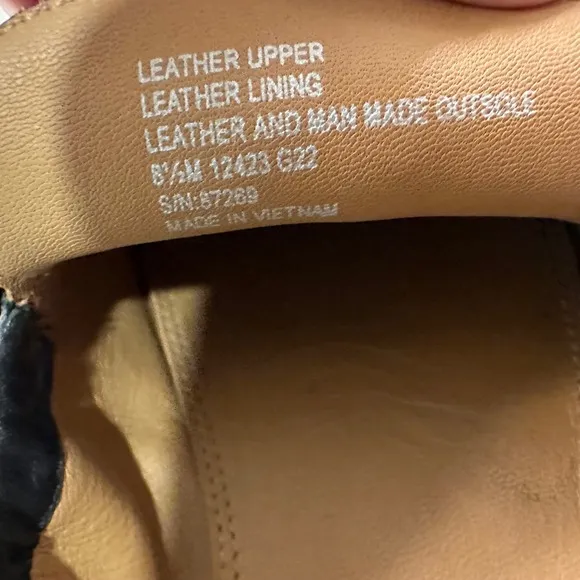 LEATHER UPPER
LEATHER LINING
LEATHER AND MAN MADE OUTSOLE
8½M 12423 G22
S/N:67269
MADE IN VIETNAM